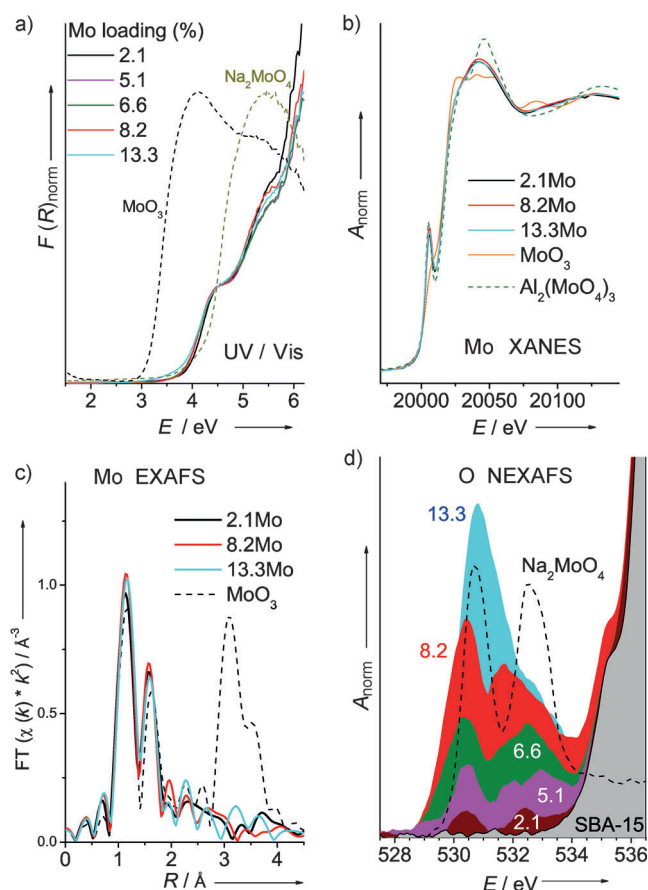 a)
Mo loading (%)
2.1
5.1
6.6
8.2
13.3
Na₂MoO₄
MoO₃
F (R)norm
UV / Vis
2 3 4 5 6
E / eV
b)
2.1Mo
8.2Mo
13.3Mo
MoO₃
Al₂(MoO₄)₃
Anorm
Mo XANES
20000 20050 20100
E / eV
c)
Mo EXAFS
2.1Mo
8.2Mo
13.3Mo
MoO₃
FT (χ (k) * k²) / Å⁻³
1.0
0.5
0.0
0 1 2 3 4
R / Å
d)
O NEXAFS
13.3
Na₂MoO₄
8.2
6.6
5.1
2.1
SBA-15
Anorm
528 530 532 534 536
E / eV